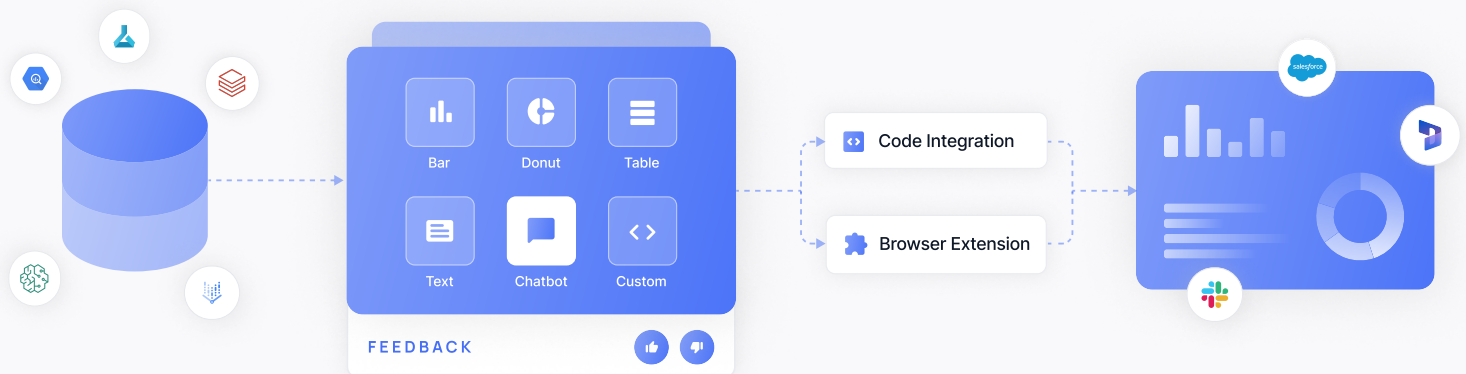 salesforce
Bar
Donut
Table
Text
Chatbot
Custom
FEEDBACK
Code Integration
Browser Extension